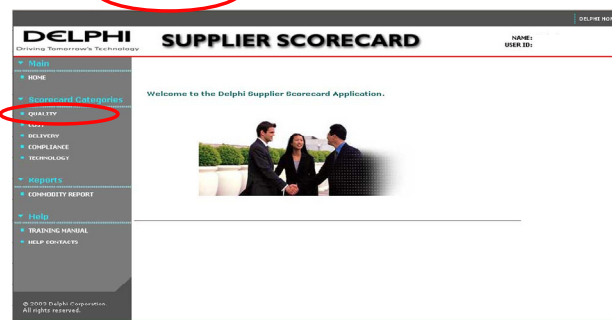 DELPHI HOM
DELPHI
Driving Tomorrow's Technology
SUPPLIER SCORECARD
NAME:
USER ID:
Main
HOME
Scorecard Categories
QUALITY
COST
DELIVERY
COMPLIANCE
TECHNOLOGY
Reports
COMMODITY REPORT
Help
TRAINING MANUAL
HELP CONTACTS
Welcome to the Delphi Supplier Scorecard Application.
© 2003 Delphi Corporation.
All rights reserved.